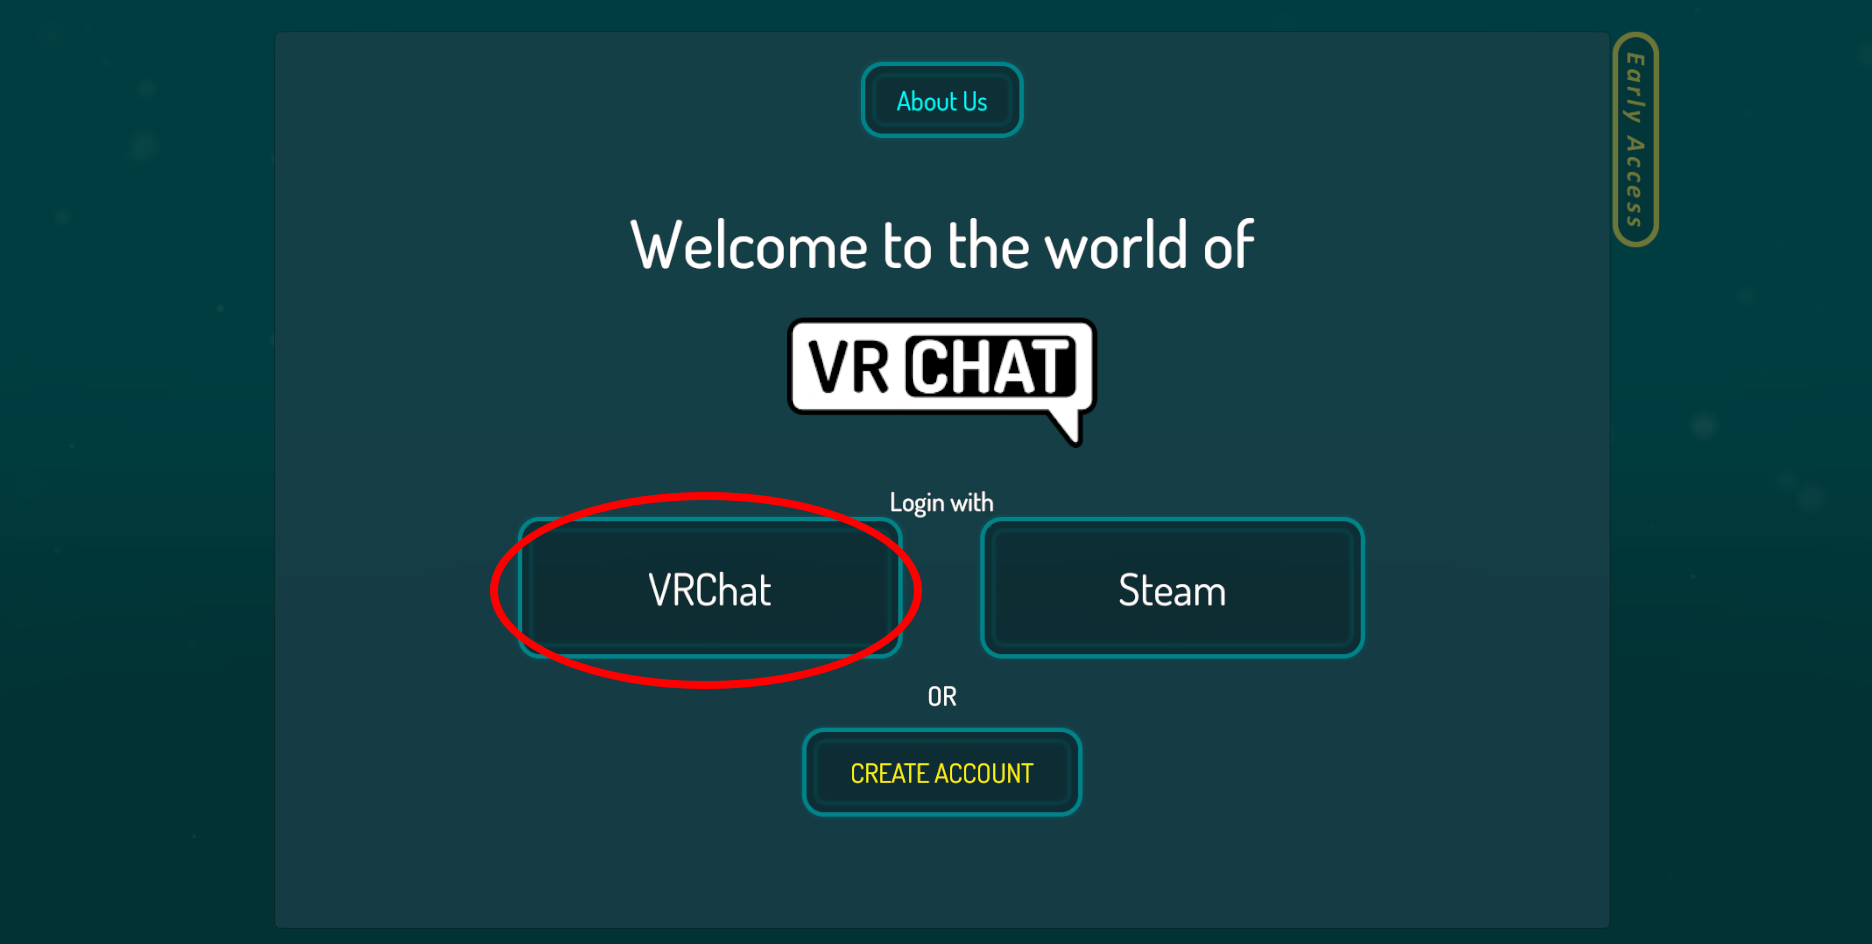 About Us
Early Access
Welcome to the world of
VR CHAT
Login with
VRChat
Steam
OR
CREATE ACCOUNT